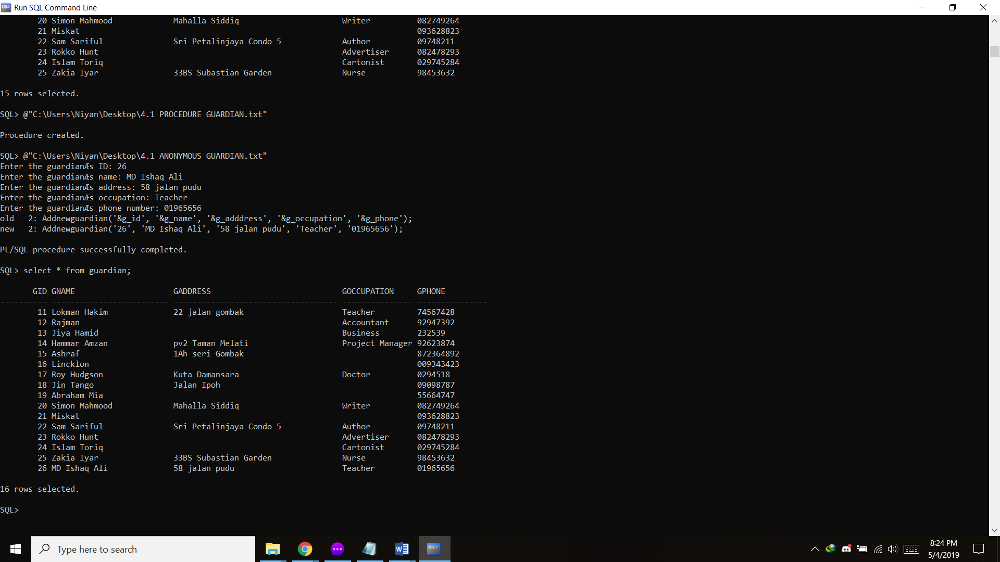 Run SQL Command Line
20 Simon Mahmood Mahalla Siddiq Writer 082749264
21 Miskat 093628823
22 Sam Sariful Sri Petalinjaya Condo 5 Author 09748211
23 Rokko Hunt Advertiser 082478293
24 Islam Toriq Cartonist 029745284
25 Zakia Iyar 33BS Subastian Garden Nurse 98453632
15 rows selected.
SQL> @"C:\Users\Niyan\Desktop\4.1 PROCEDURE GUARDIAN.txt"
Procedure created.
SQL> @"C:\Users\Niyan\Desktop\4.1 ANONYMOUS GUARDIAN.txt"
Enter the guardianÆs ID: 26
Enter the guardianÆs name: MD Ishaq Ali
Enter the guardianÆs address: 58 jalan pudu
Enter the guardianÆs occupation: Teacher
Enter the guardianÆs phone number: 01965656
old 2: Addnewguardian('&g_id', '&g_name', '&g_adddress', '&g_occupation', '&g_phone');
new 2: Addnewguardian('26', 'MD Ishaq Ali', '58 jalan pudu', 'Teacher', '01965656');
PL/SQL procedure successfully completed.
SQL> select * from guardian;
GID GNAME GADDRESS GOCCUPATION GPHONE
---------- ------------------------- ----------------------------------- --------------- ---------------
11 Lokman Hakim 22 jalan gombak Teacher 74567428
12 Rajman Accountant 92947392
13 Jiya Hamid Business 232539
14 Hammar Amzan pv2 Taman Melati Project Manager 92623874
15 Ashraf 1Ah seri Gombak 872364892
16 Lincklon 009343423
17 Roy Hudgson Kuta Damansara Doctor 0294518
18 Jin Tango Jalan Ipoh 09098787
19 Abraham Mia 55664747
20 Simon Mahmood Mahalla Siddiq Writer 082749264
21 Miskat 093628823
22 Sam Sariful Sri Petalinjaya Condo 5 Author 09748211
23 Rokko Hunt Advertiser 082478293
24 Islam Toriq Cartonist 029745284
25 Zakia Iyar 33BS Subastian Garden Nurse 98453632
26 MD Ishaq Ali 58 jalan pudu Teacher 01965656
16 rows selected.
SQL>
Type here to search
8:24 PM
5/4/2019